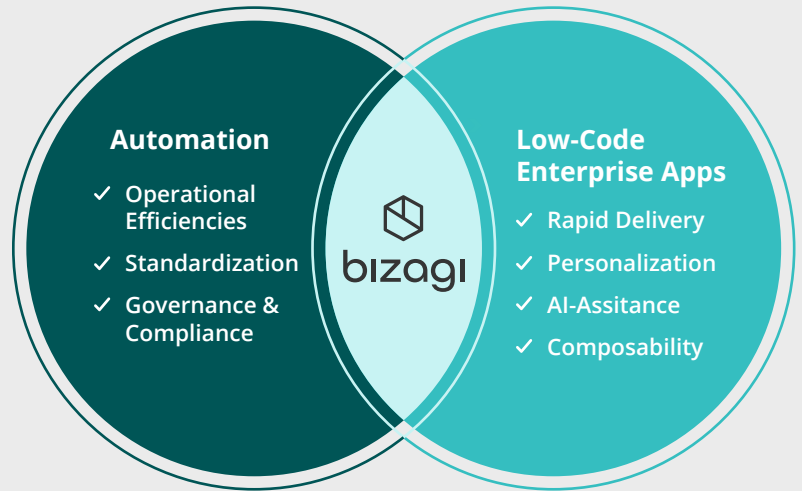 Automation
Operational
Efficiencies
Standardization
Governance &
Compliance
bizagi
Low-Code
Enterprise Apps
Rapid Delivery
Personalization
AI-Assitance
Composability